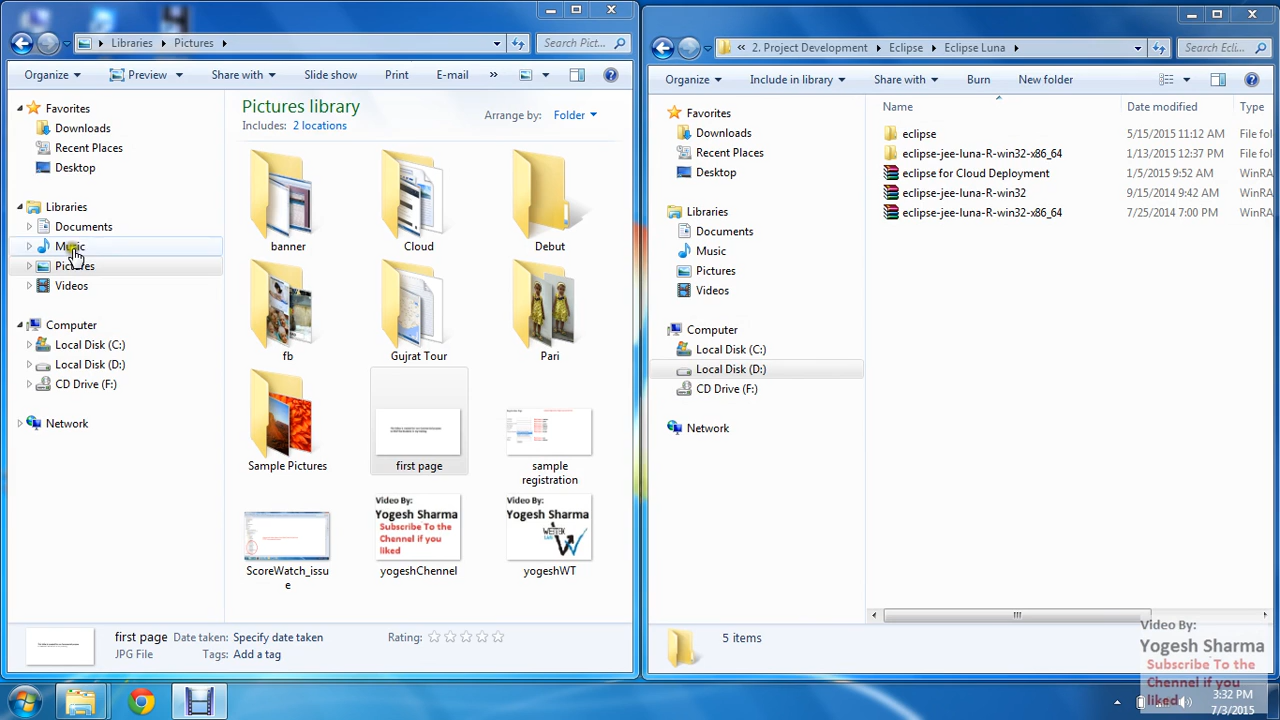 Libraries
Pictures
Search Pict...
Organize
Preview
Share with
Slide show
Print
E-mail
»
Favorites
Downloads
Recent Places
Desktop
Libraries
Documents
Music
Pictures
Videos
Computer
Local Disk (C:)
Local Disk (D:)
CD Drive (F:)
Network
Pictures library
Includes: 2 locations
Arrange by: Folder
banner
Cloud
Debut
fb
Gujrat Tour
Pari
Sample Pictures
first page
sample
registration
Video By:
Yogesh Sharma
Subscribe To the
Chennel if you
liked
Video By:
Yogesh Sharma
W
ScoreWatch_issu
e
yogeshChennel
yogeshWT
first page
Date taken: Specify date taken
Rating:
JPG File
Tags: Add a tag
« 2. Project Development
Eclipse
Eclipse Luna
Search Ecli...
Organize
Include in library
Share with
Burn
New folder
Favorites
Downloads
Recent Places
Desktop
Libraries
Documents
Music
Pictures
Videos
Computer
Local Disk (C:)
Local Disk (D:)
CD Drive (F:)
Network
Name
Date modified
Type
eclipse
5/15/2015 11:12 AM
File fol
eclipse-jee-luna-R-win32-x86_64
1/13/2015 12:37 PM
File fol
eclipse for Cloud Deployment
1/5/2015 9:52 AM
WinRA
eclipse-jee-luna-R-win32
9/15/2014 9:42 AM
WinRA
eclipse-jee-luna-R-win32-x86_64
7/25/2014 7:00 PM
WinRA
5 items
Video By:
Yogesh Sharma
Subscribe To the
Chennel if you
liked
3:32 PM
7/3/2015